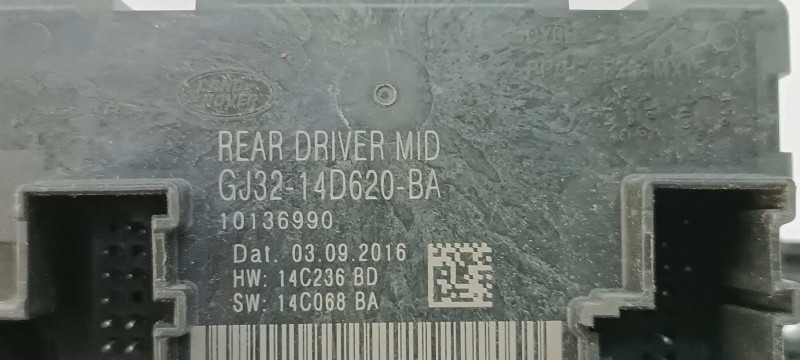 LAND
ROVER
REAR DRIVER MID
GJ32-14D620-BA
10136990
Dat. 03.09.2016
HW: 14C236 BD
SW: 14C068 BA